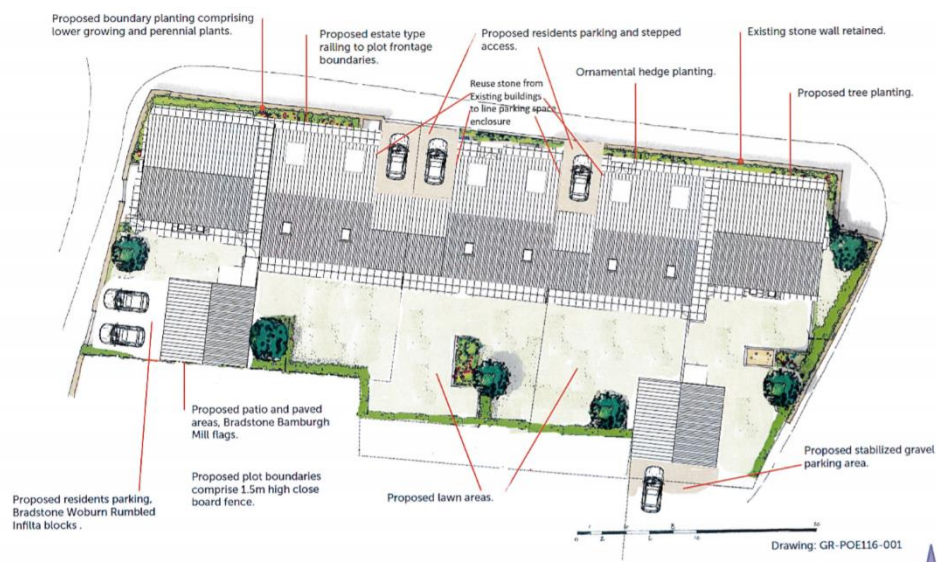 Proposed boundary planting comprising
lower growing and perennial plants.
Proposed estate type
railing to plot frontage
boundaries.
Proposed residents parking and stepped
access.
Reuse stone from
Existing buildings
to line parking space
enclosure
Ornamental hedge planting.
Existing stone wall retained.
Proposed tree planting.
Proposed patio and paved
areas, Bradstone Bamburgh
Mill flags.
Proposed plot boundaries
comprise 1.5m high close
board fence.
Proposed residents parking,
Bradstone Woburn Rumbled
Infilta blocks .
Proposed lawn areas.
Proposed stabilized gravel
parking area.
Drawing: GR-POE116-001